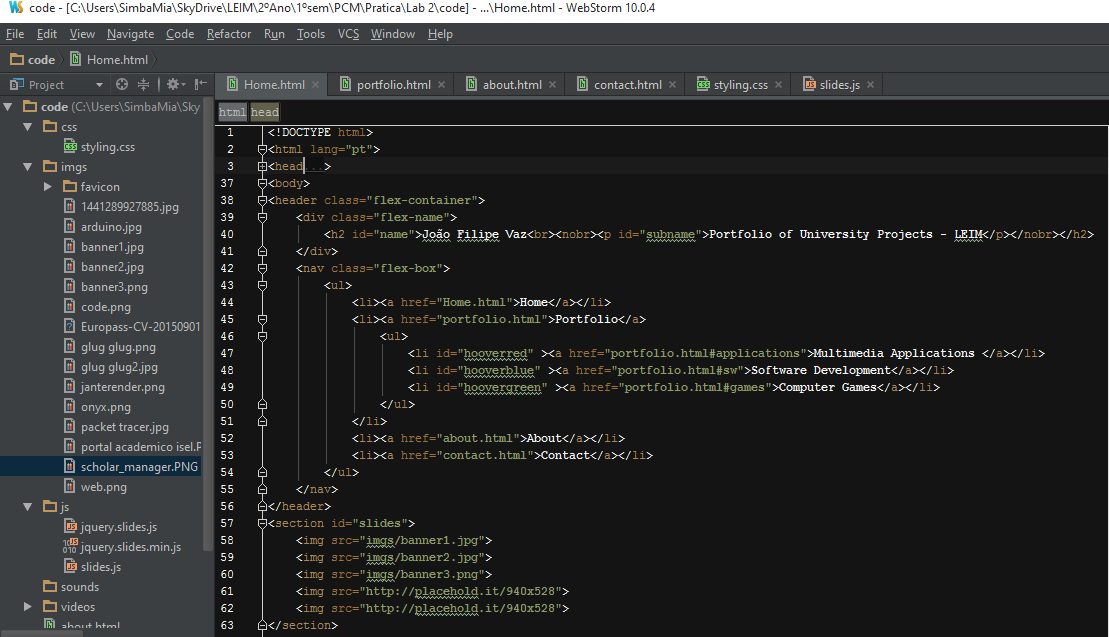 code - [C:\Users\SimbaMia\SkyDrive\LEIM\2ºAno\1ºsem\PCM\Pratica\Lab 2\code] - ...\Home.html - WebStorm 10.0.4
File Edit View Navigate Code Refactor Run Tools VCS Window Help
code Home.html
Project
Home.html portfolio.html about.html contact.html styling.css slides.js
code (C:\Users\SimbaMia\Sky
css
styling.css
imgs
favicon
1441289927885.jpg
arduino.jpg
banner1.jpg
banner2.jpg
banner3.png
code.png
Europass-CV-20150901
glug glug.png
glug glug2.jpg
janterender.png
onyx.png
packet tracer.jpg
portal academico isel.P
scholar_manager.PNG
web.png
js
jquery.slides.js
jquery.slides.min.js
slides.js
sounds
videos
about.html
html head
1 <!DOCTYPE html>
2 <html lang="pt">
3 <head...>
37 <body>
38 <header class="flex-container">
39 <div class="flex-name">
40 <h2 id="name">João Filipe Vaz<br><nobr><p id="subname">Portfolio of University Projects - LEIM</p></nobr></h2>
41 </div>
42 <nav class="flex-box">
43 <ul>
44 <li><a href="Home.html">Home</a></li>
45 <li><a href="portfolio.html">Portfolio</a>
46 <ul>
47 <li id="hooverred" ><a href="portfolio.html#applications">Multimedia Applications </a></li>
48 <li id="hooverblue" ><a href="portfolio.html#sw">Software Development</a></li>
49 <li id="hoovergreen" ><a href="portfolio.html#games">Computer Games</a></li>
50 </ul>
51 </li>
52 <li><a href="about.html">About</a></li>
53 <li><a href="contact.html">Contact</a></li>
54 </ul>
55 </nav>
56 </header>
57 <section id="slides">
58 <img src="imgs/banner1.jpg">
59 <img src="imgs/banner2.jpg">
60 <img src="imgs/banner3.png">
61 <img src="http://placehold.it/940x528">
62 <img src="http://placehold.it/940x528">
63 </section>